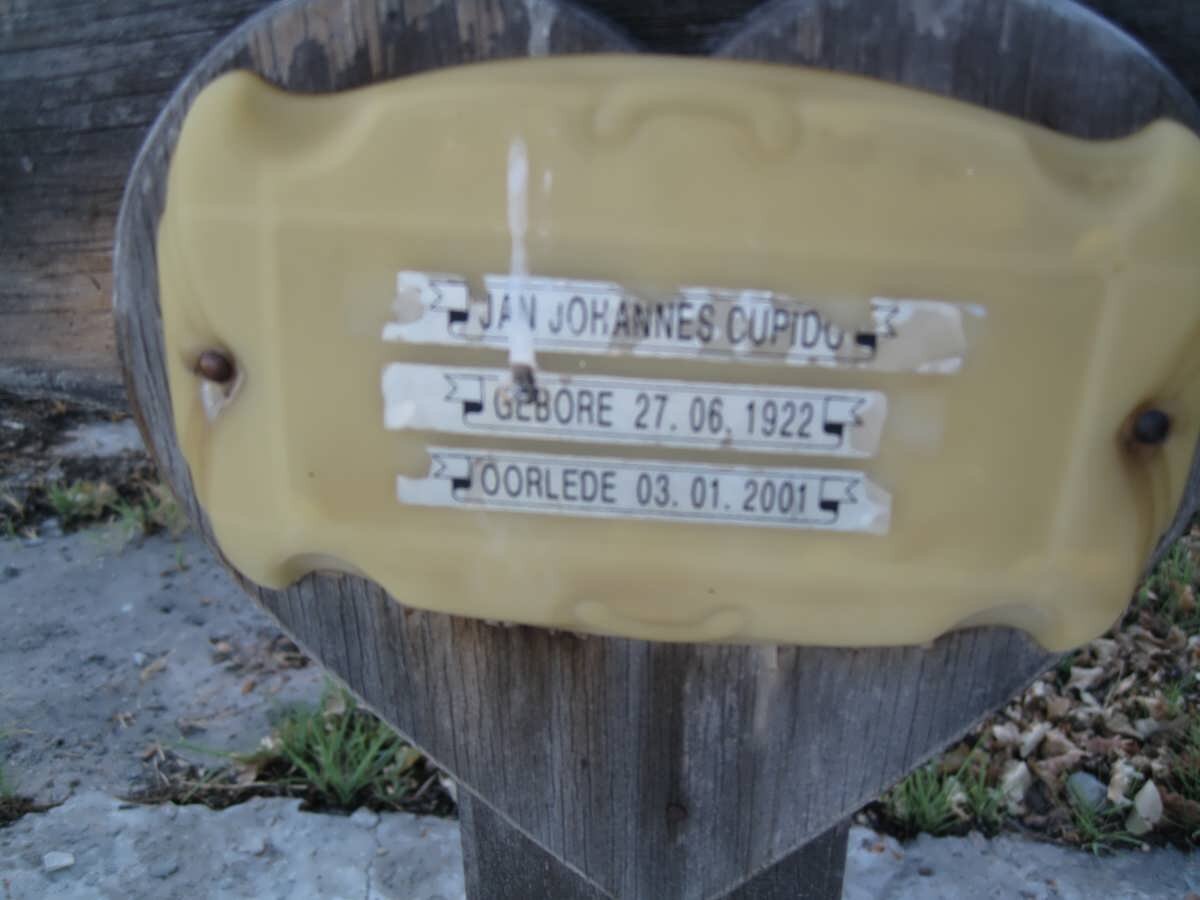 JAN JOHANNES CUPIDO
GEBORE 27.06.1922
OORLEDE 03.01.2001